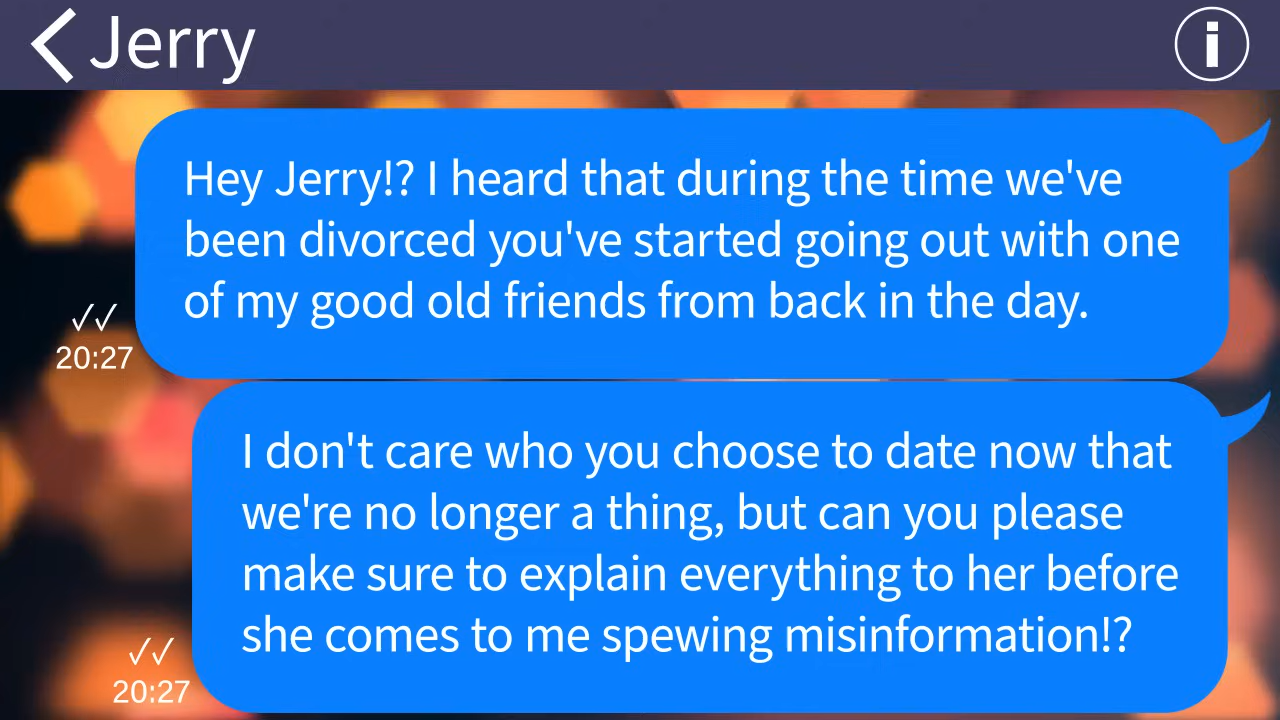 Jerry
i
Hey Jerry!? I heard that during the time we've
been divorced you've started going out with one
of my good old friends from back in the day.
20:27
I don't care who you choose to date now that
we're no longer a thing, but can you please
make sure to explain everything to her before
she comes to me spewing misinformation!?
20:27